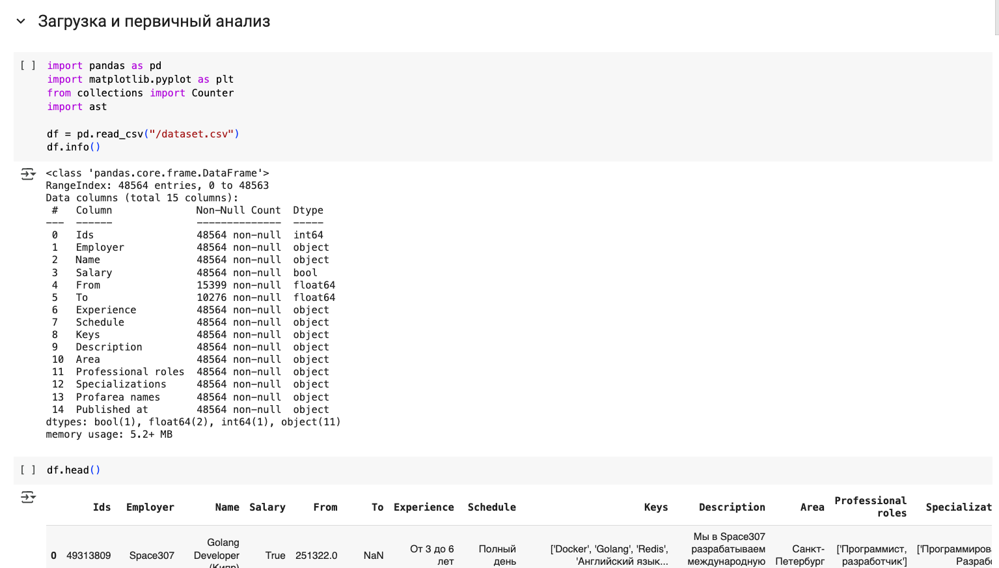 Загрузка и первичный анализ
[ ] import pandas as pd
import matplotlib.pyplot as plt
from collections import Counter
import ast
df = pd.read_csv("/dataset.csv")
df.info()
<class 'pandas.core.frame.DataFrame'>
RangeIndex: 48564 entries, 0 to 48563
Data columns (total 15 columns):
# Column Non-Null Count Dtype
--- ------ -------------- -----
0 Ids 48564 non-null int64
1 Employer 48564 non-null object
2 Name 48564 non-null object
3 Salary 48564 non-null bool
4 From 15399 non-null float64
5 To 10276 non-null float64
6 Experience 48564 non-null object
7 Schedule 48564 non-null object
8 Keys 48564 non-null object
9 Description 48564 non-null object
10 Area 48564 non-null object
11 Professional roles 48564 non-null object
12 Specializations 48564 non-null object
13 Profarea names 48564 non-null object
14 Published at 48564 non-null object
dtypes: bool(1), float64(2), int64(1), object(11)
memory usage: 5.2+ MB
[ ] df.head()
Ids Employer Name Salary From To Experience Schedule Keys Description Area Professional roles Specializat
0 49313809 Space307 Golang Developer (Кипр) True 251322.0 NaN От 3 до 6 лет Полный день ['Docker', 'Golang', 'Redis', 'Английский язык... Мы в Space307 разрабатываем международную Санкт-Петербург ['Программист, разработчик'] ['Программиров Разраб